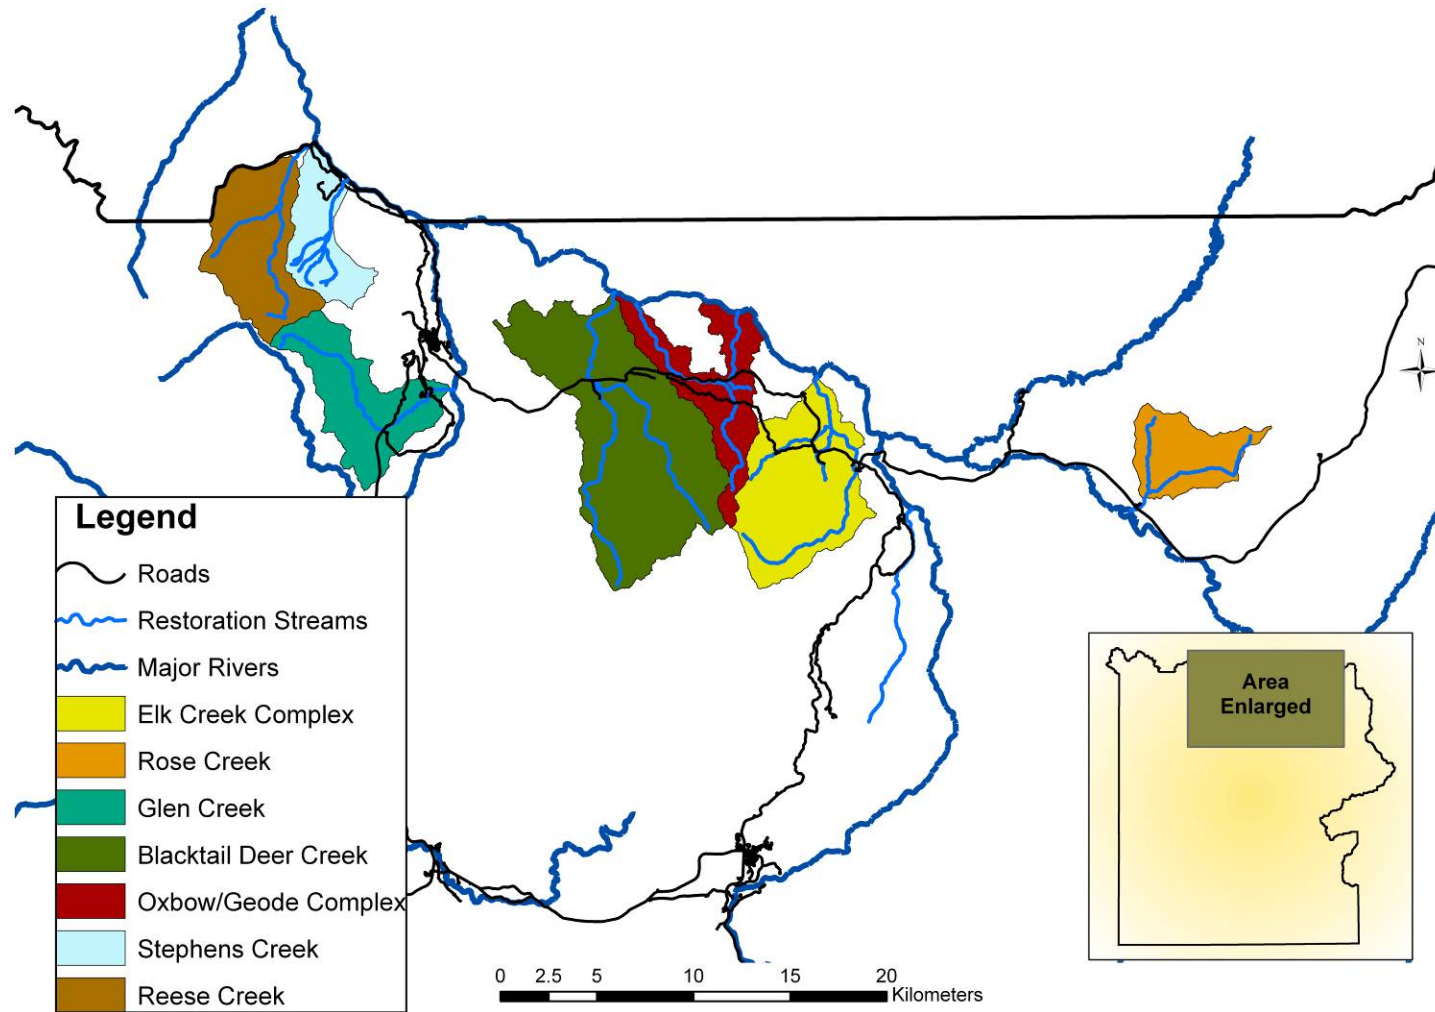 N
Legend
Roads
Restoration Streams
Major Rivers
Elk Creek Complex
Rose Creek
Glen Creek
Blacktail Deer Creek
Oxbow/Geode Complex
Stephens Creek
Reese Creek
Area
Enlarged
0 2.5 5 10 15 20
Kilometers